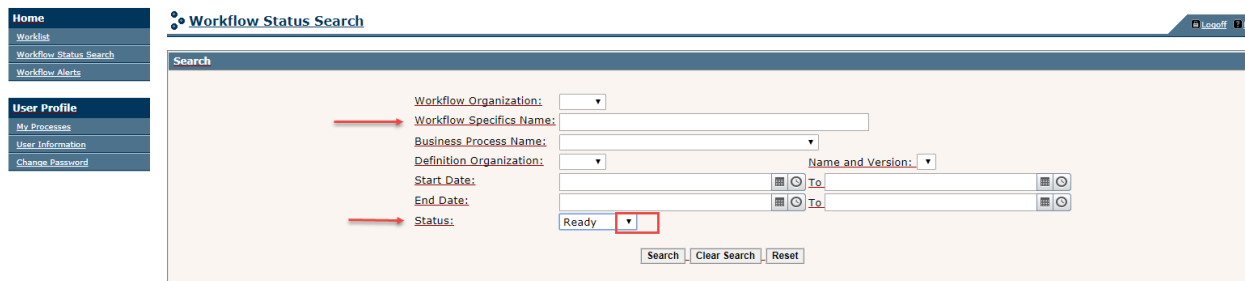 Home
Worklist
Workflow Status Search
Workflow Alerts
User Profile
My Processes
User Information
Change Password
Workflow Status Search
Logoff
Search
Workflow Organization:
Workflow Specifics Name:
Business Process Name:
Definition Organization: Name and Version:
Start Date: To
End Date: To
Status: Ready
Search Clear Search Reset